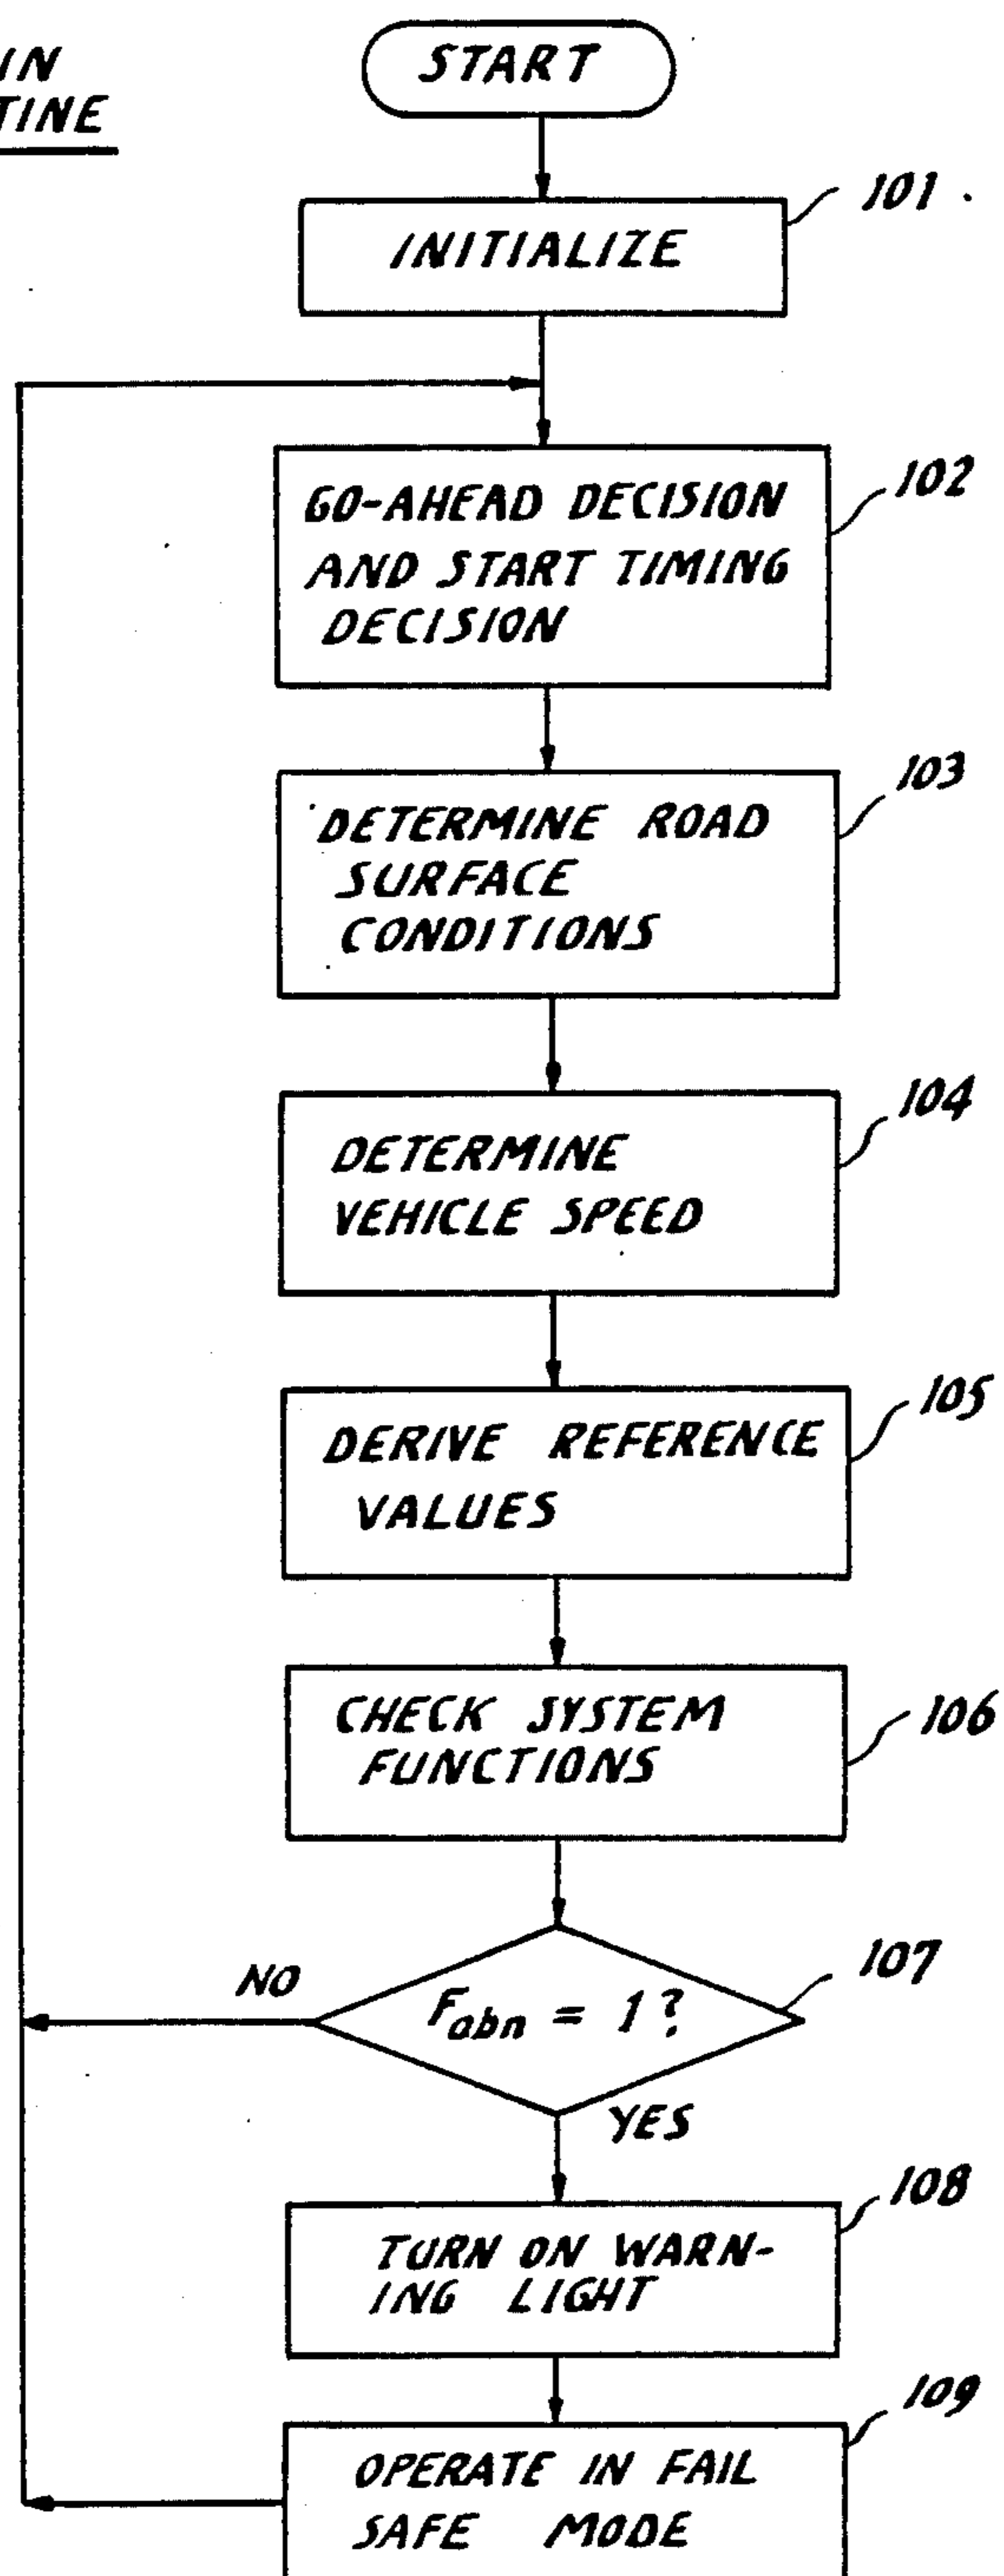 IN
TINE
START
101
INITIALIZE
102
GO-AHEAD DECISION
AND START TIMING
DECISION
103
DETERMINE ROAD
SURFACE
CONDITIONS
104
DETERMINE
VEHICLE SPEED
105
DERIVE REFERENCE
VALUES
106
CHECK SYSTEM
FUNCTIONS
107
NO
Fabn = 1?
YES
108
TURN ON WARN-
ING LIGHT
109
OPERATE IN FAIL
SAFE MODE